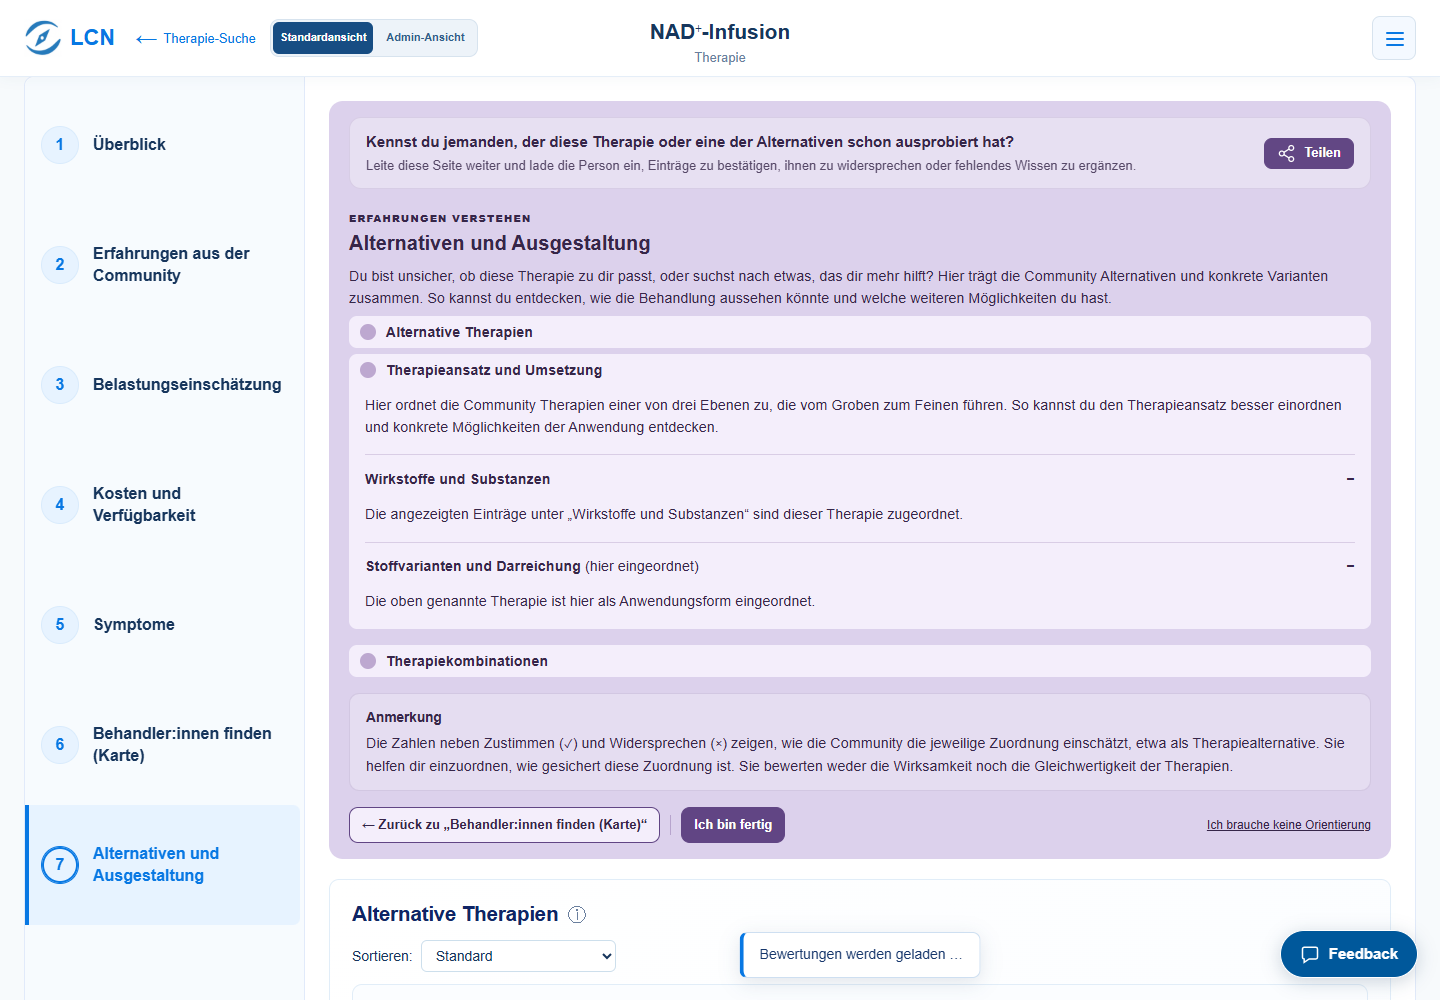 LCN
← Therapie-Suche
Standardansicht
Admin-Ansicht
NAD⁺-Infusion
Therapie
1
Überblick
2
Erfahrungen aus der
Community
3
Belastungseinschätzung
4
Kosten und
Verfügbarkeit
5
Symptome
6
Behandler:innen finden
(Karte)
7
Alternativen und
Ausgestaltung
Kennst du jemanden, der diese Therapie oder eine der Alternativen schon ausprobiert hat?
Leite diese Seite weiter und lade die Person ein, Einträge zu bestätigen, ihnen zu widersprechen oder fehlendes Wissen zu ergänzen.
Teilen
ERFAHRUNGEN VERSTEHEN
Alternativen und Ausgestaltung
Du bist unsicher, ob diese Therapie zu dir passt, oder suchst nach etwas, das dir mehr hilft? Hier trägt die Community Alternativen und konkrete Varianten
zusammen. So kannst du entdecken, wie die Behandlung aussehen könnte und welche weiteren Möglichkeiten du hast.
Alternative Therapien
Therapieansatz und Umsetzung
Hier ordnet die Community Therapien einer von drei Ebenen zu, die vom Groben zum Feinen führen. So kannst du den Therapieansatz besser einordnen
und konkrete Möglichkeiten der Anwendung entdecken.
Wirkstoffe und Substanzen –
Die angezeigten Einträge unter „Wirkstoffe und Substanzen“ sind dieser Therapie zugeordnet.
Stoffvarianten und Darreichung (hier eingeordnet) –
Die oben genannte Therapie ist hier als Anwendungsform eingeordnet.
Therapiekombinationen
Anmerkung
Die Zahlen neben Zustimmen (✓) und Widersprechen (×) zeigen, wie die Community die jeweilige Zuordnung einschätzt, etwa als Therapiealternative. Sie
helfen dir einzuordnen, wie gesichert diese Zuordnung ist. Sie bewerten weder die Wirksamkeit noch die Gleichwertigkeit der Therapien.
← Zurück zu „Behandler:innen finden (Karte)“
Ich bin fertig
Ich brauche keine Orientierung
Alternative Therapien ⓘ
Sortieren: Standard
Bewertungen werden geladen …
Feedback